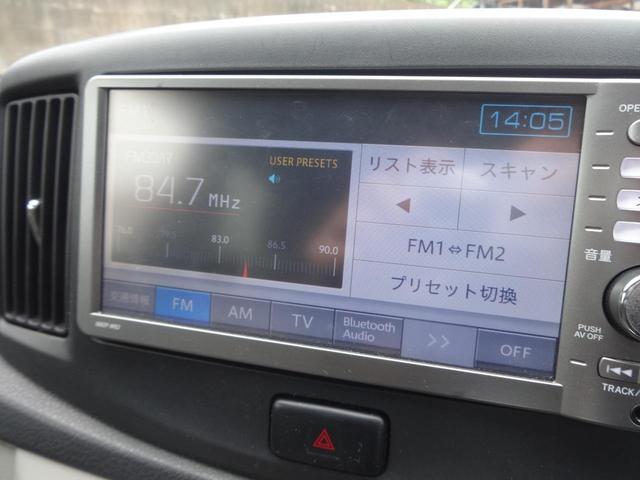 14:05
USER PRESETS
84.7 MHz
76.0 79.5 83.0 86.5 90.0
リスト表示 スキャン
◀ ▶
FM1⇔FM2
プリセット切換
交通情報 FM AM TV Bluetooth Audio >> OFF
OPE
音量
PUSH
AV OFF
TRACK/